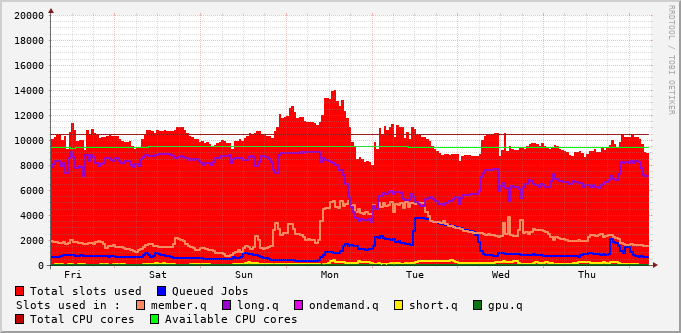 20000
18000
16000
14000
12000
10000
8000
6000
4000
2000
0
Fri Sat Sun Mon Tue Wed Thu
RRDTOOL / TOBI OETIKER
Total slots used Queued Jobs
Slots used in : member.q long.q ondemand.q short.q gpu.q
Total CPU cores Available CPU cores